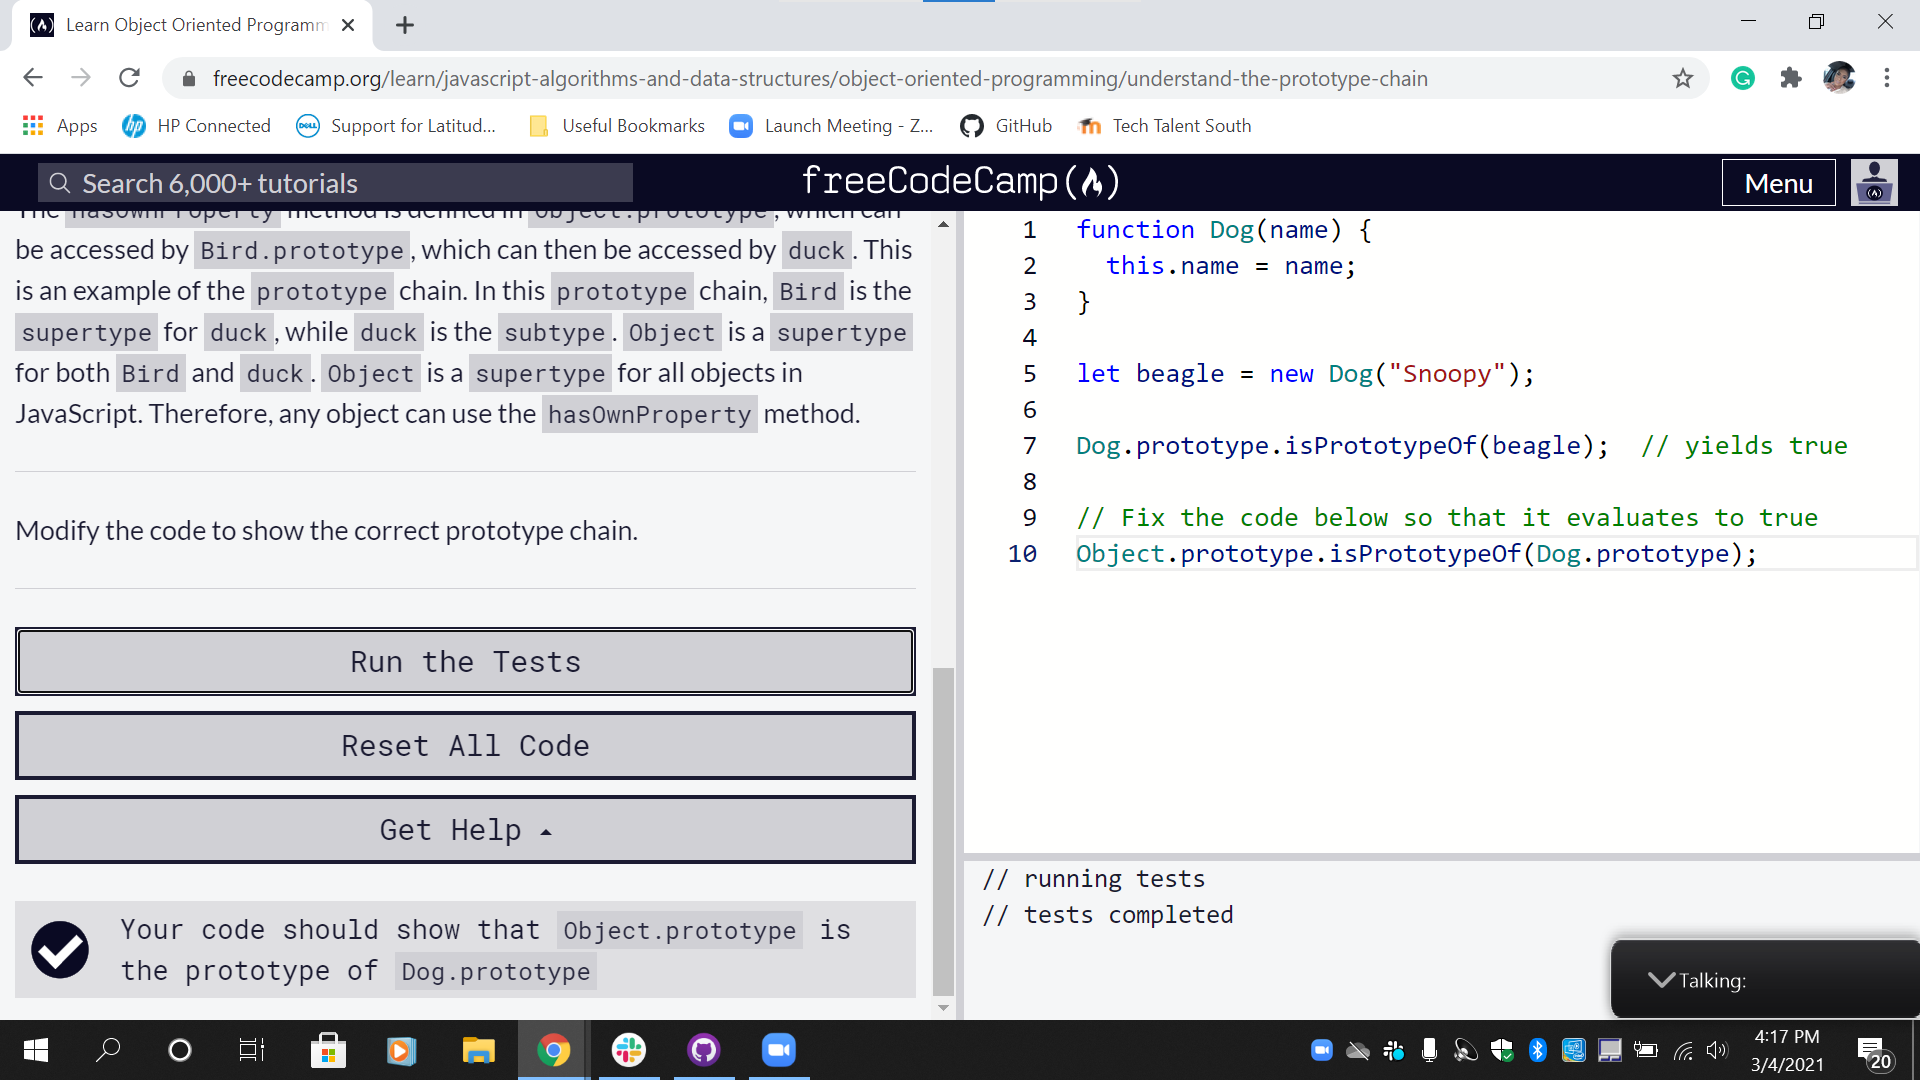 Learn Object Oriented Programm
freecodecamp.org/learn/javascript-algorithms-and-data-structures/object-oriented-programming/understand-the-prototype-chain
Apps HP Connected Support for Latitud... Useful Bookmarks Launch Meeting - Z... GitHub Tech Talent South
Search 6,000+ tutorials
freeCodeCamp
Menu
The hasOwnProperty method is defined in Object.prototype, which can
be accessed by Bird.prototype, which can then be accessed by duck. This
is an example of the prototype chain. In this prototype chain, Bird is the
supertype for duck, while duck is the subtype. Object is a supertype
for both Bird and duck. Object is a supertype for all objects in
JavaScript. Therefore, any object can use the hasOwnProperty method.
Modify the code to show the correct prototype chain.
Run the Tests
Reset All Code
Get Help
Your code should show that Object.prototype is
the prototype of Dog.prototype
1 function Dog(name) {
2 this.name = name;
3 }
4
5 let beagle = new Dog("Snoopy");
6
7 Dog.prototype.isPrototypeOf(beagle); // yields true
8
9 // Fix the code below so that it evaluates to true
10 Object.prototype.isPrototypeOf(Dog.prototype);
// running tests
// tests completed
Talking:
4:17 PM
3/4/2021
20